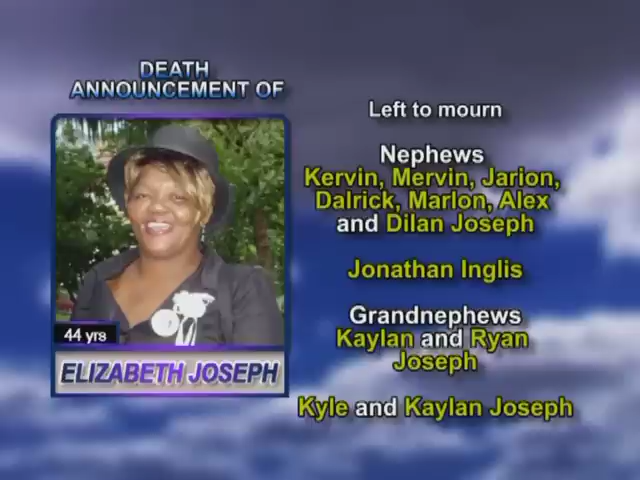 DEATH
ANNOUNCEMENT OF
44 yrs
ELIZABETH JOSEPH
Left to mourn
Nephews
Kervin, Mervin, Jarion,
Dalrick, Marlon, Alex
and Dilan Joseph
Jonathan Inglis
Grandnephews
Kaylan and Ryan
Joseph
Kyle and Kaylan Joseph